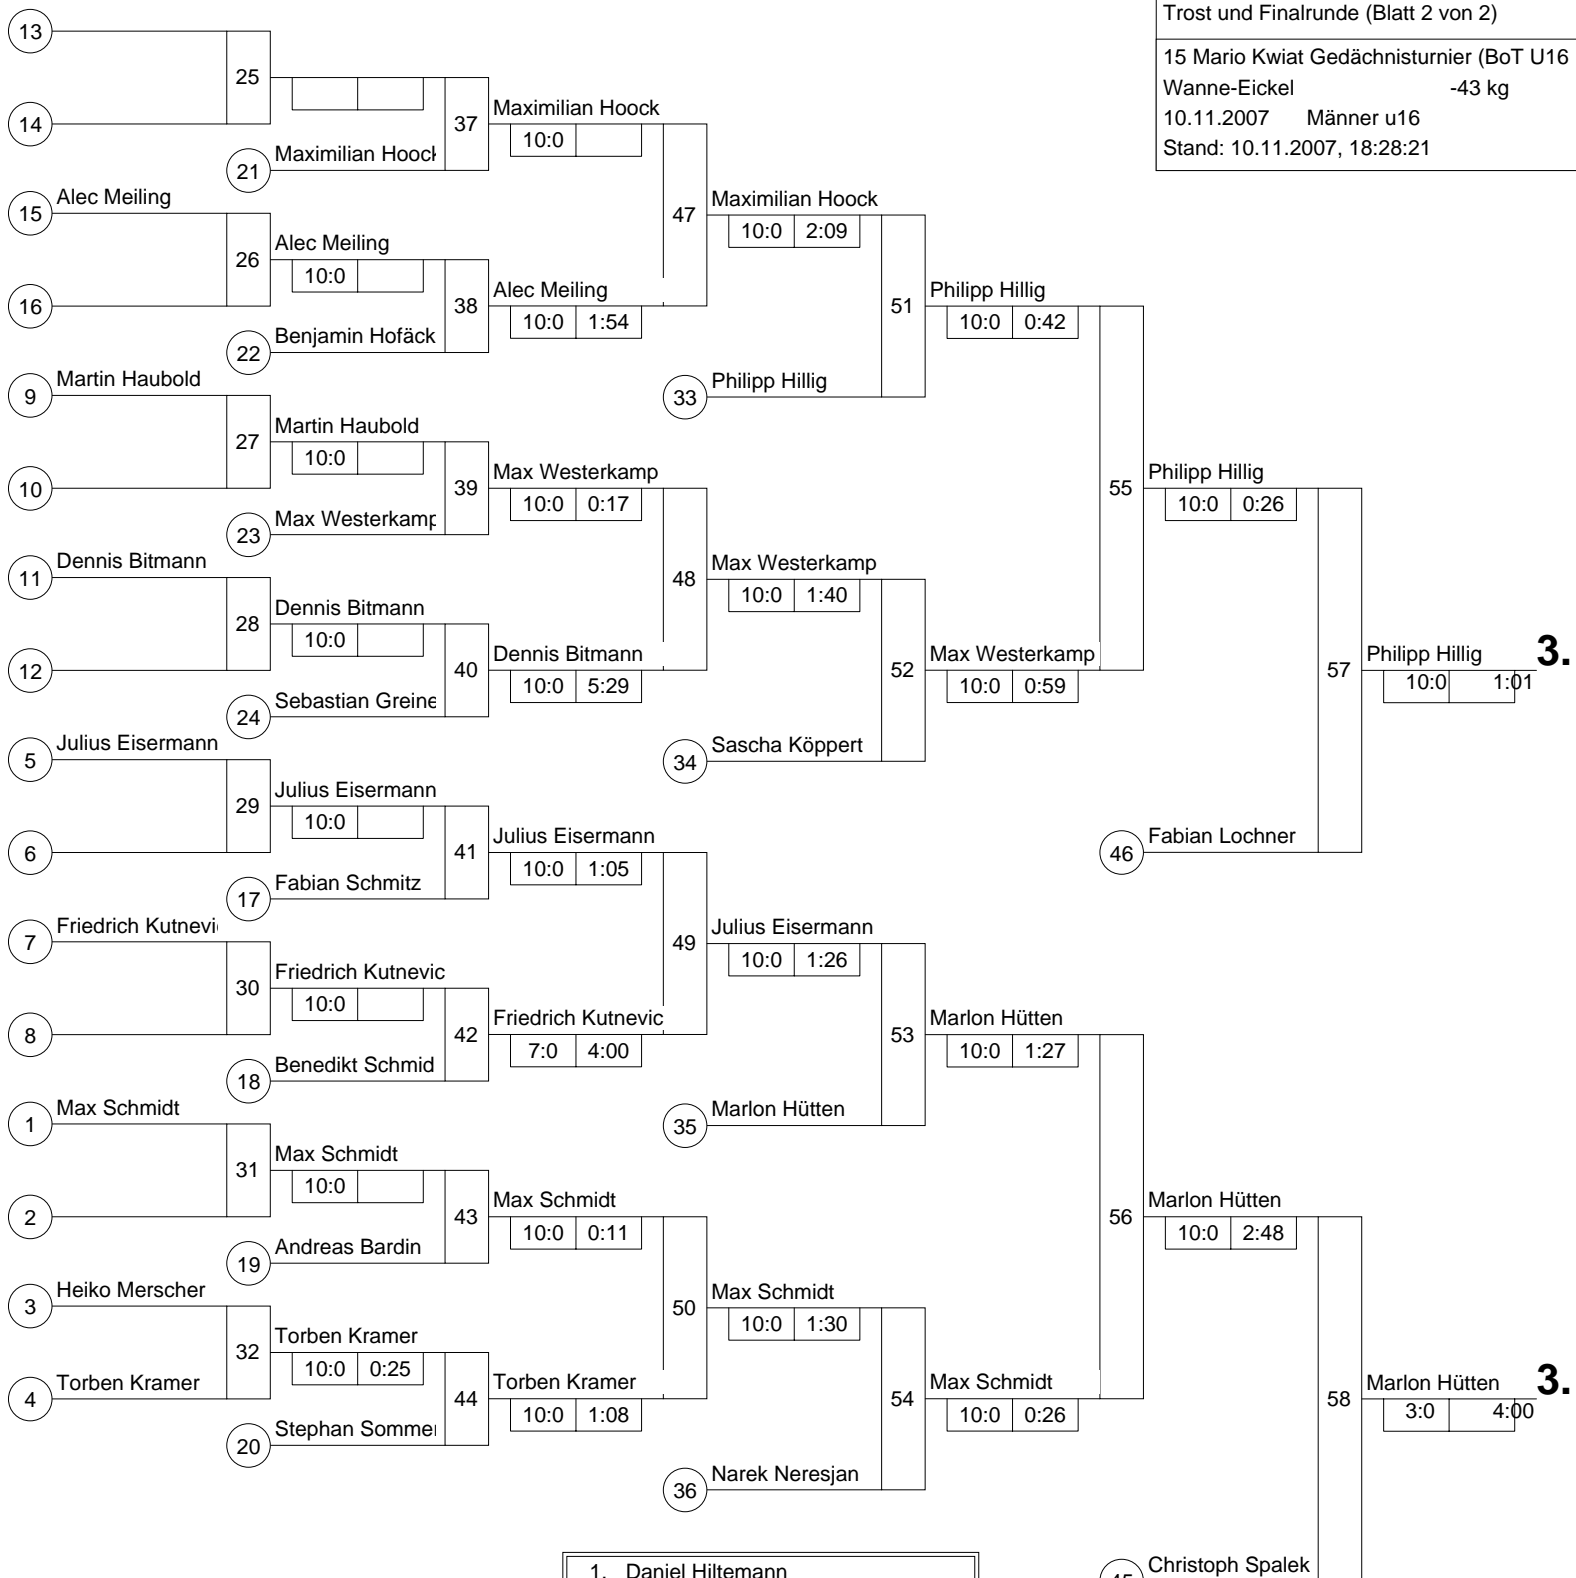 Trost und Finalrunde (Blatt 2 von 2)
15 Mario Kwiat Gedächnisturnier (BoT U16
Wanne-Eickel -43 kg
10.11.2007 Männer u16
Stand: 10.11.2007, 18:28:21
13
25
14
37
Maximilian Hoock
10:0
21 Maximilian Hoock
15 Alec Meiling
47
Maximilian Hoock
10:0 2:09
26
Alec Meiling
10:0
16
38
Alec Meiling
10:0 1:54
22 Benjamin Hofäck
51
Philipp Hillig
10:0 0:42
9 Martin Haubold
33 Philipp Hillig
27
Martin Haubold
10:0
10
39
Max Westerkamp
10:0 0:17
23 Max Westerkamp
55
Philipp Hillig
10:0 0:26
11 Dennis Bitmann
48
Max Westerkamp
10:0 1:40
28
Dennis Bitmann
10:0
12
40
Dennis Bitmann
10:0 5:29
24 Sebastian Greine
52
Max Westerkamp
10:0 0:59
57
Philipp Hillig 3.
10:0 1:01
5 Julius Eisermann
34 Sascha Köppert
29
Julius Eisermann
10:0
6
41
Julius Eisermann
10:0 1:05
46 Fabian Lochner
17 Fabian Schmitz
7 Friedrich Kutnevi
49
Julius Eisermann
10:0 1:26
30
Friedrich Kutnevic
10:0
8
42
Friedrich Kutnevic
7:0 4:00
18 Benedikt Schmid
53
Marlon Hütten
10:0 1:27
1 Max Schmidt
35 Marlon Hütten
31
Max Schmidt
10:0
2
43
Max Schmidt
10:0 0:11
19 Andreas Bardin
56
Marlon Hütten
10:0 2:48
3 Heiko Merscher
50
Max Schmidt
10:0 1:30
32
Torben Kramer
10:0 0:25
4 Torben Kramer
44
Torben Kramer
10:0 1:08
20 Stephan Sommer
54
Max Schmidt
10:0 0:26
58
Marlon Hütten 3.
3:0 4:00
36 Narek Neresjan
1. Daniel Hiltemann
45 Christoph Spalek